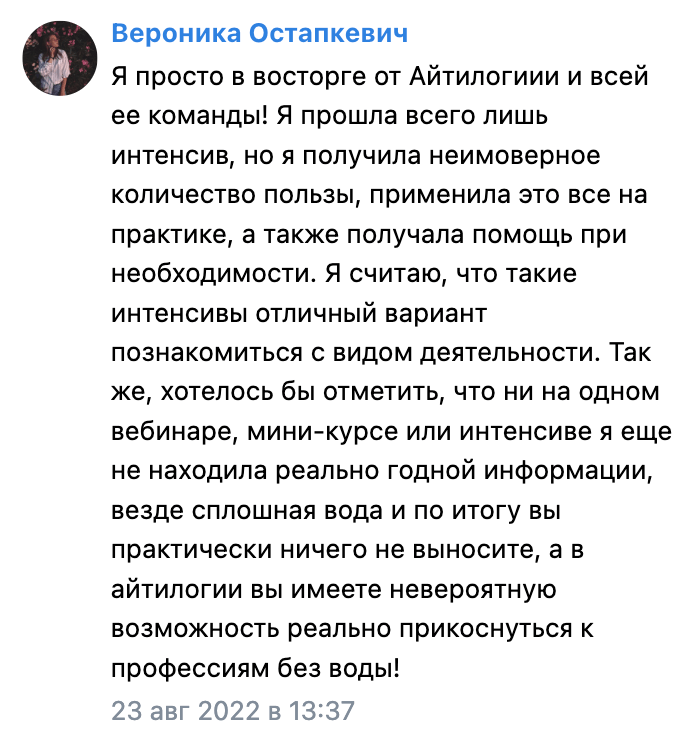 Вероника Остапкевич
Я просто в восторге от Айтилогиии и всей
ее команды! Я прошла всего лишь
интенсив, но я получила неимоверное
количество пользы, применила это все на
практике, а также получала помощь при
необходимости. Я считаю, что такие
интенсивы отличный вариант
познакомиться с видом деятельности. Так
же, хотелось бы отметить, что ни на одном
вебинаре, мини-курсе или интенсиве я еще
не находила реально годной информации,
везде сплошная вода и по итогу вы
практически ничего не выносите, а в
айтилогии вы имеете невероятную
возможность реально прикоснуться к
профессиям без воды!
23 авг 2022 в 13:37